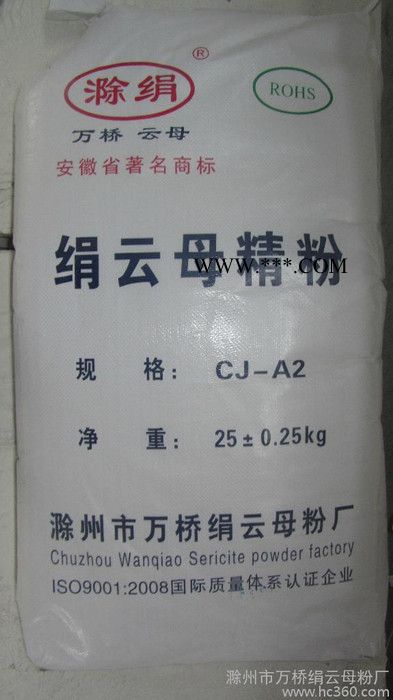 滁绢
®
ROHS
万桥 云母
安徽省著名商标
绢云母精粉
WWW.***.COM
规 格： CJ-A2
净 重： 25±0.25kg
滁州市万桥绢云母粉厂
Chuzhou Wanqiao Sericite powder factory
ISO9001:2008国际质量体系认证企业
滁州市万桥绢云母粉厂
www.hc360.com